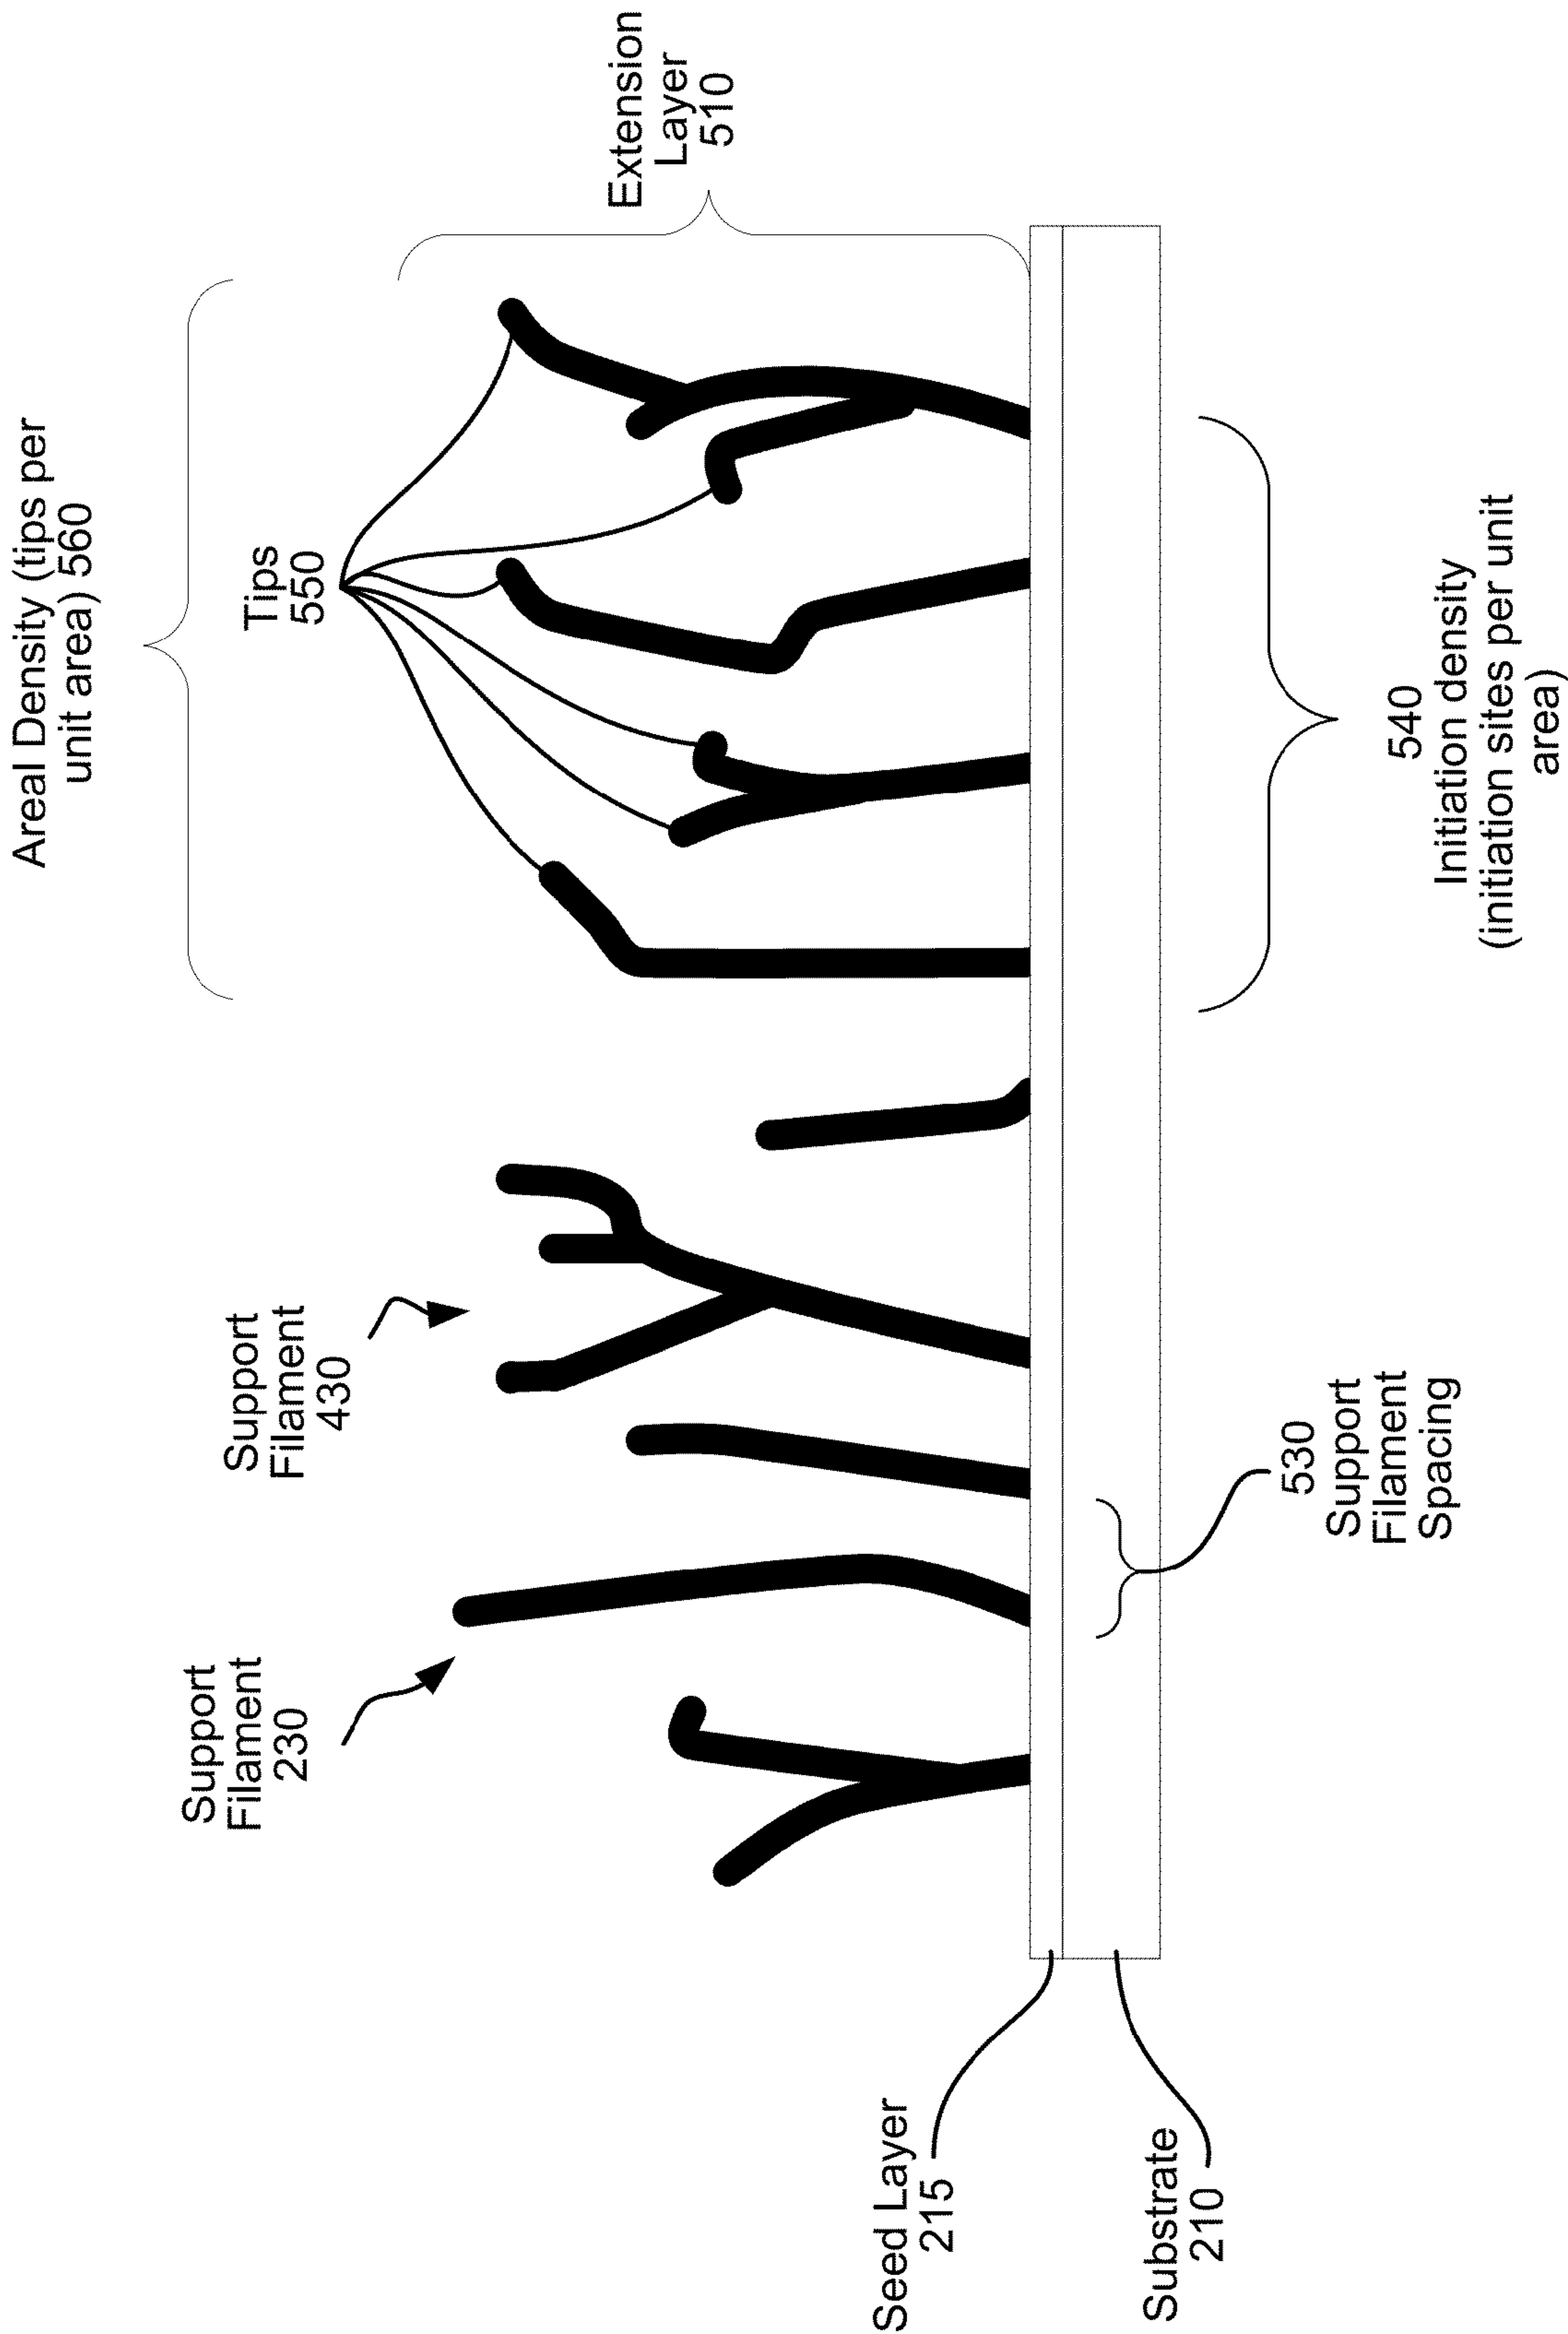 Areal Density (tips per
unit area) 560
Tips
550
Extension
Layer
510
Support
Filament
430
Support
Filament
230
Seed Layer
215
Substrate
210
530
Support
Filament
Spacing
540
Initiation density
(initiation sites per unit
area)